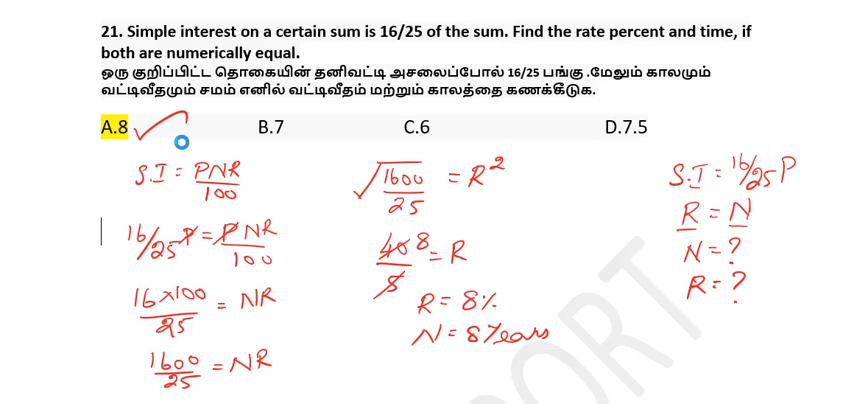 21. Simple interest on a certain sum is 16/25 of the sum. Find the rate percent and time, if
both are numerically equal.
ஒரு குறிப்பிட்ட தொகையின் தனிவட்டி அசலைப்போல் 16/25 பங்கு .மேலும் காலமும்
வட்டிவீதமும் சமம் எனில் வட்டிவீதம் மற்றும் காலத்தை கணக்கீடுக.
A.8 B.7 C.6 D.7.5
S.I = PNR/100
16/25 P = PNR/100
16×100/25 = NR
1600/25 = NR
√1600/25 = R²
40 8/5 = R
R = 8%
N = 8 Years
S.I = 16/25 P
R = N
N = ?
R = ?
ORT